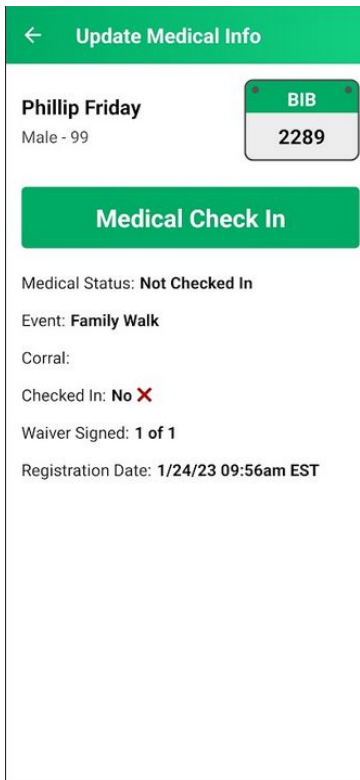 Update Medical Info
Phillip Friday
Male - 99
BIB
2289
Medical Check In
Medical Status: Not Checked In
Event: Family Walk
Corral:
Checked In: No ❌
Waiver Signed: 1 of 1
Registration Date: 1/24/23 09:56am EST